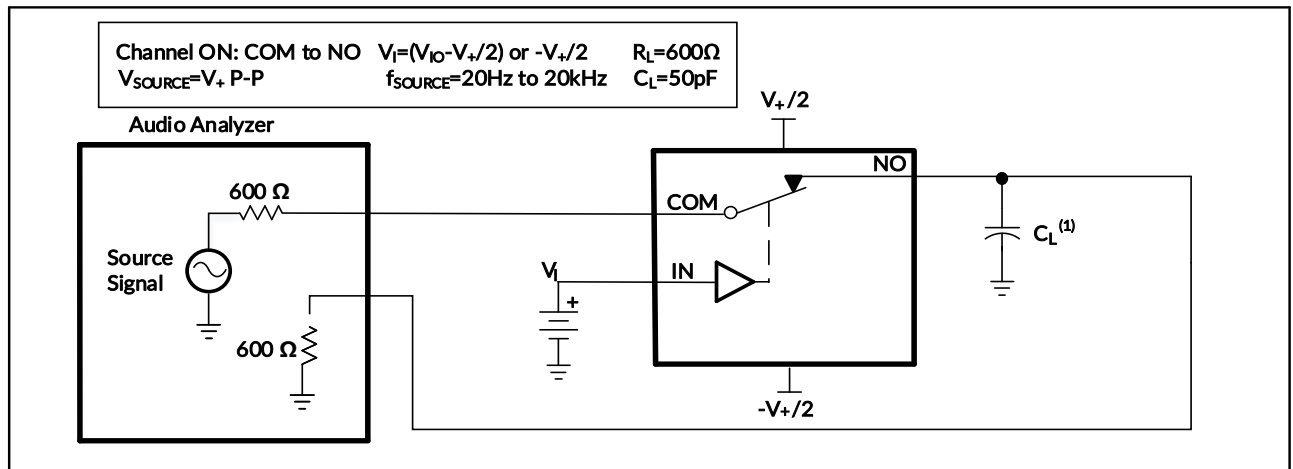 Channel ON: COM to NO V_I=(V_IO-V_+/2) or -V_+/2 R_L=600Ω
V_SOURCE=V_+ P-P f_SOURCE=20Hz to 20kHz C_L=50pF
Audio Analyzer
V_+/2
600 Ω
NO
COM
Source
Signal
V_I
IN
+
C_L^(1)
600 Ω
-V_+/2